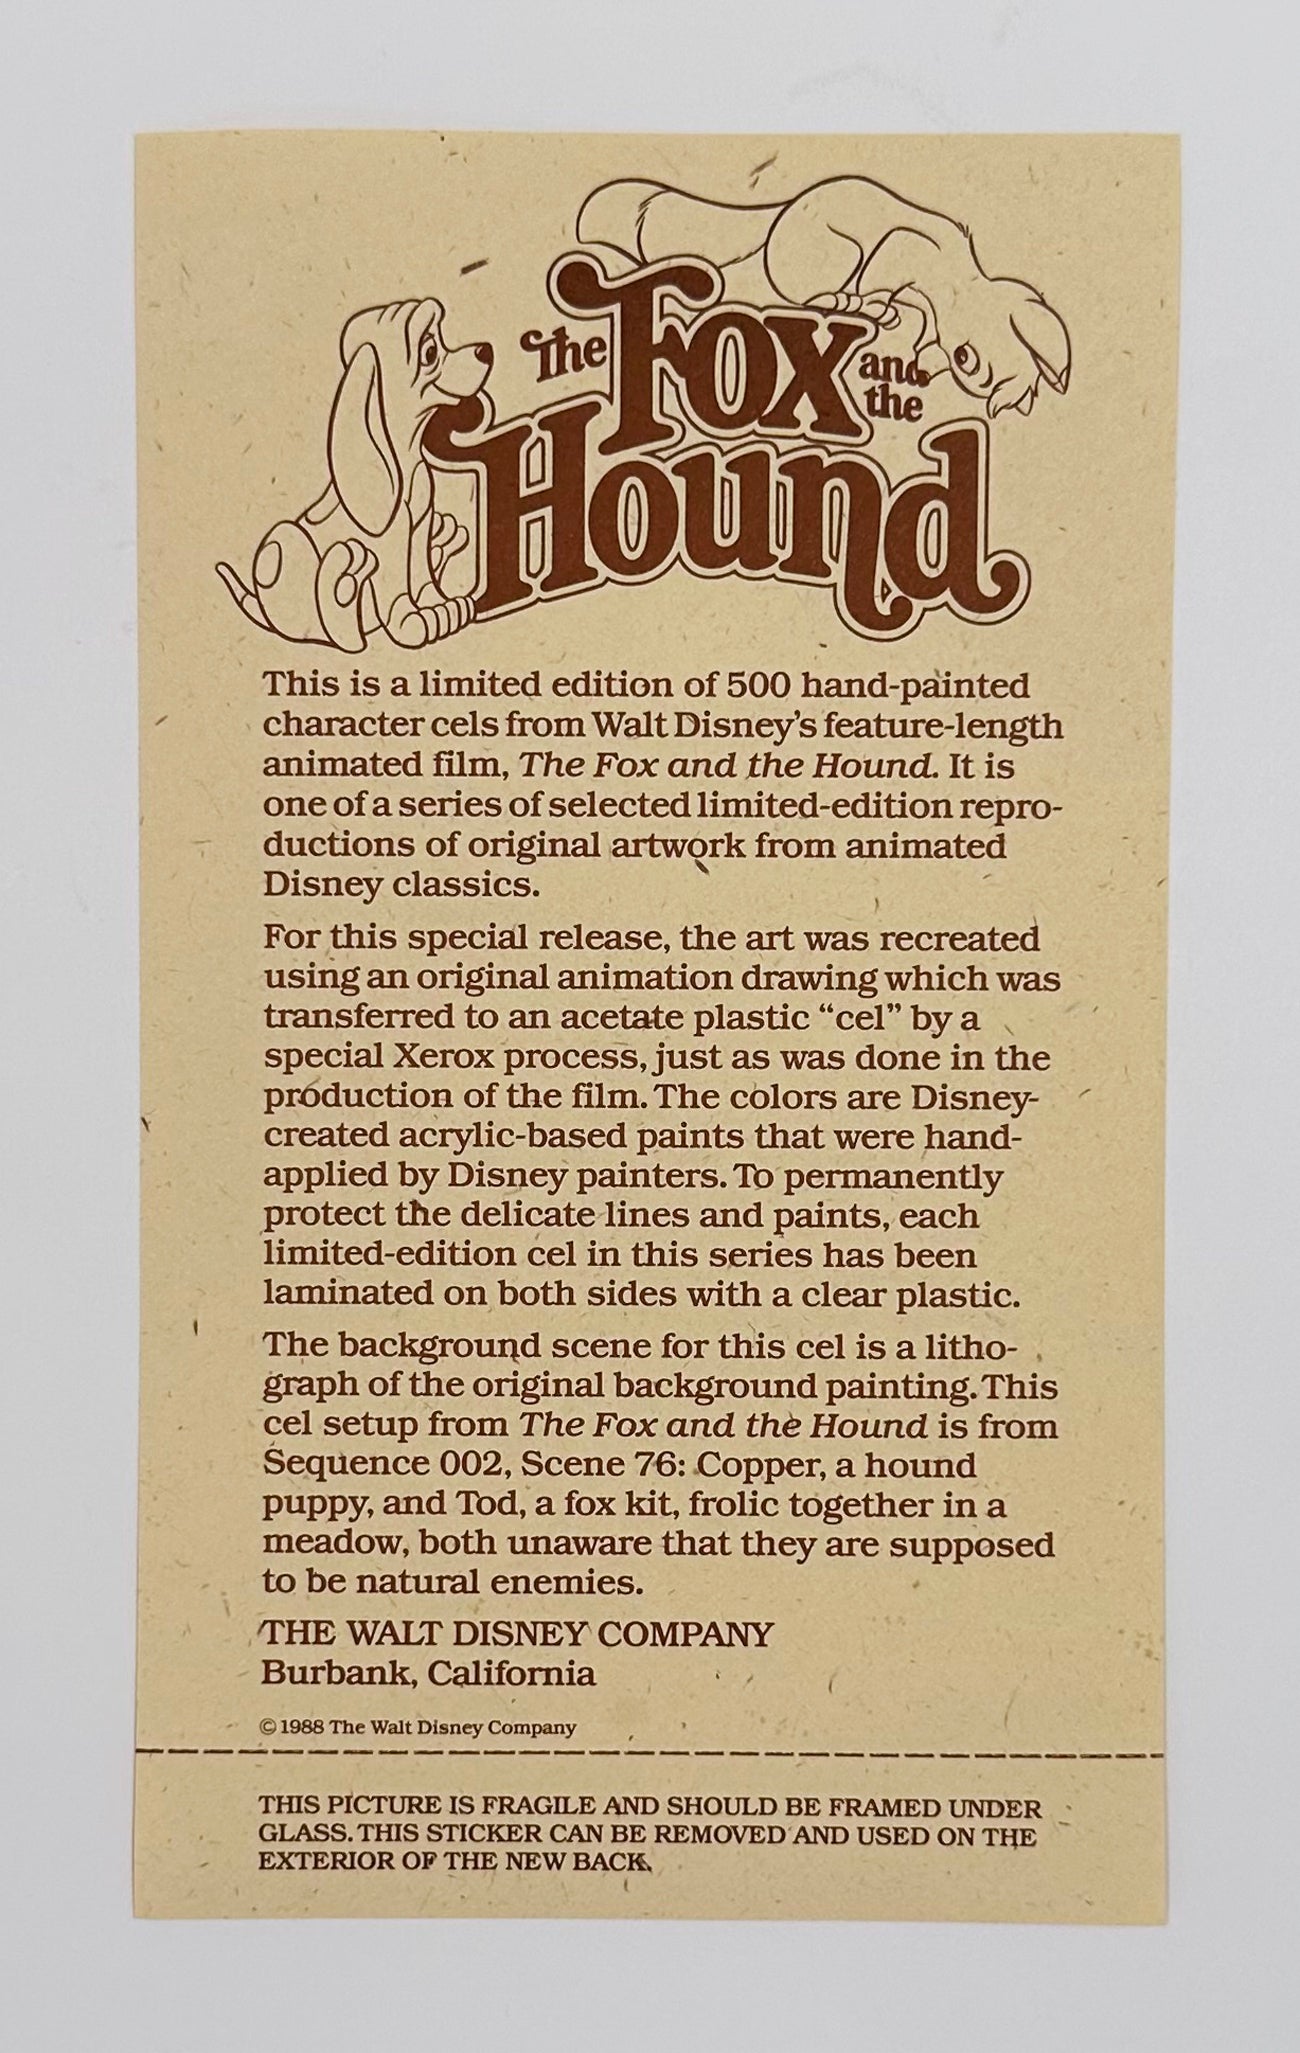 The Fox and the
Hound
This is a limited edition of 500 hand-painted
character cels from Walt Disney's feature-length
animated film, The Fox and the Hound. It is
one of a series of selected limited-edition repro-
ductions of original artwork from animated
Disney classics.
For this special release, the art was recreated
using an original animation drawing which was
transferred to an acetate plastic “cel” by a
special Xerox process, just as was done in the
production of the film. The colors are Disney-
created acrylic-based paints that were hand-
applied by Disney painters. To permanently
protect the delicate lines and paints, each
limited-edition cel in this series has been
laminated on both sides with a clear plastic.
The background scene for this cel is a litho-
graph of the original background painting. This
cel setup from The Fox and the Hound is from
Sequence 002, Scene 76: Copper, a hound
puppy, and Tod, a fox kit, frolic together in a
meadow, both unaware that they are supposed
to be natural enemies.
THE WALT DISNEY COMPANY
Burbank, California
© 1988 The Walt Disney Company
THIS PICTURE IS FRAGILE AND SHOULD BE FRAMED UNDER
GLASS. THIS STICKER CAN BE REMOVED AND USED ON THE
EXTERIOR OF THE NEW BACK.